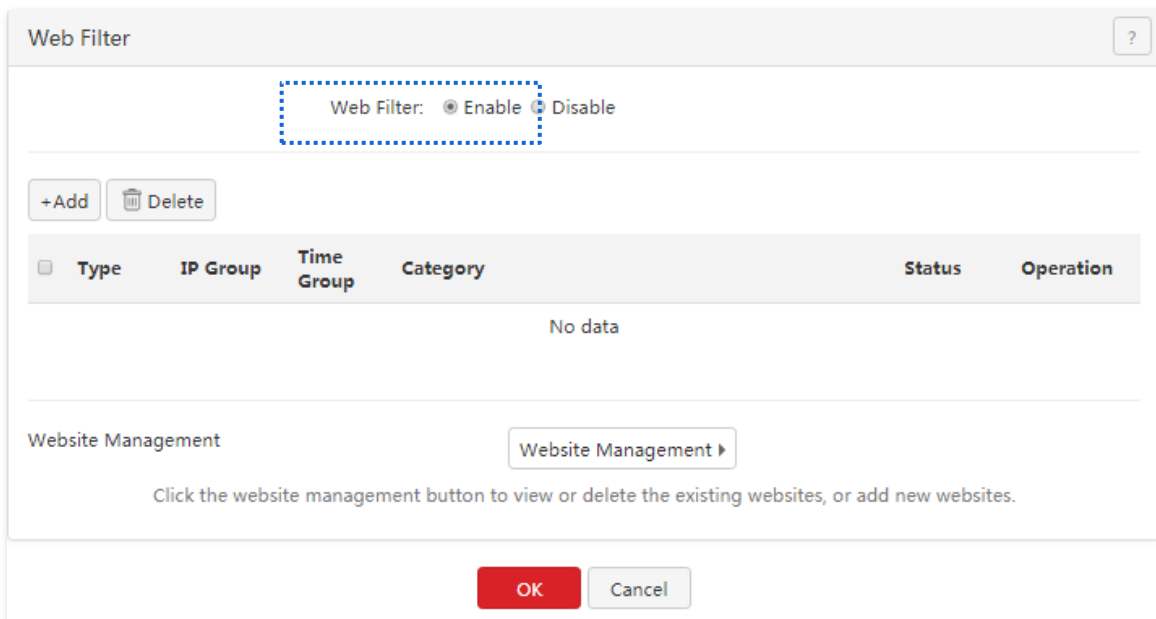 Web Filter
?
Web Filter: Enable Disable
+Add Delete
Type IP Group Time Group Category Status Operation
No data
Website Management
Website Management
Click the website management button to view or delete the existing websites, or add new websites.
OK Cancel